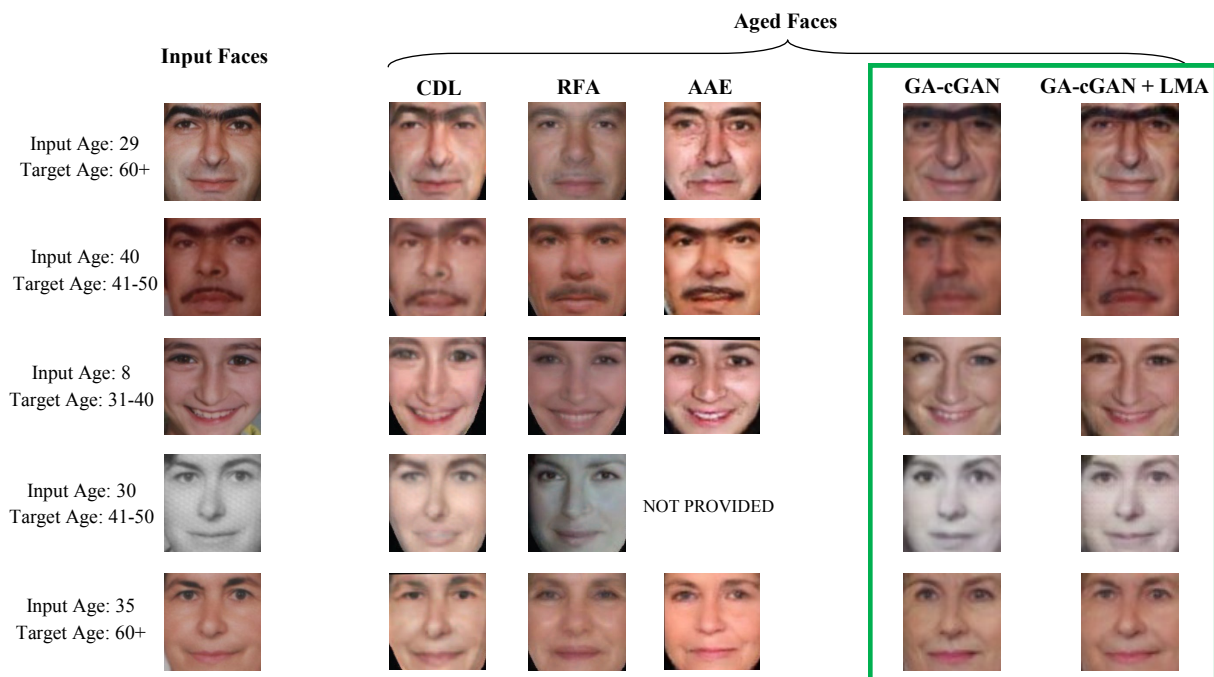 Aged Faces
Input Faces
CDL RFA AAE GA-cGAN GA-cGAN + LMA
Input Age: 29
Target Age: 60+
Input Age: 40
Target Age: 41-50
Input Age: 8
Target Age: 31-40
Input Age: 30
Target Age: 41-50
NOT PROVIDED
Input Age: 35
Target Age: 60+